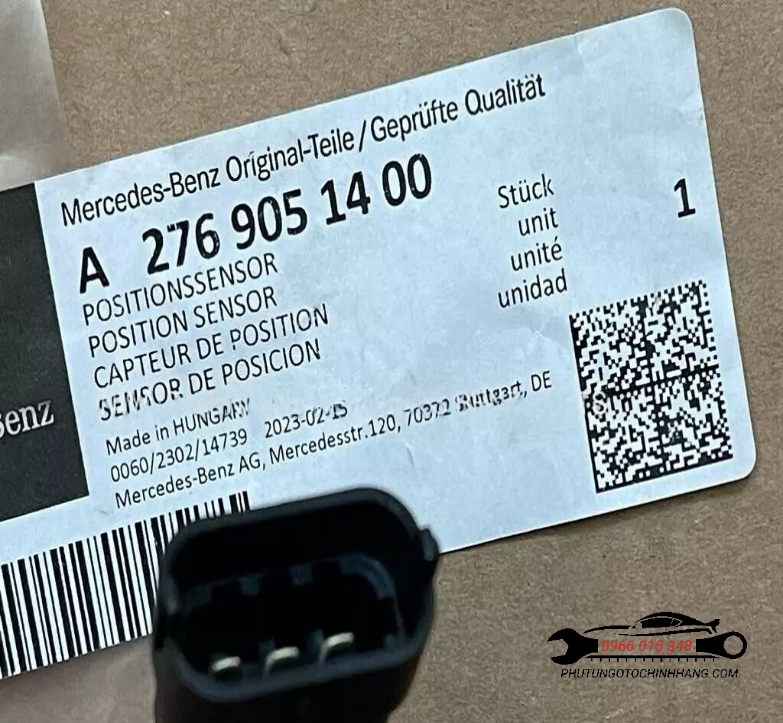 Mercedes-Benz Original-Teile/Geprüfte Qualität
A 276 905 14 00
POSITIONSSENSOR
POSITION SENSOR
CAPTEUR DE POSITION
SENSOR DE POSICION
Stück
unit
unité
unidad
1
Made in HUNGARY
0060/2302/14739 2023-02-15
Mercedes-Benz AG, Mercedesstr.120, 70372 Stuttgart, DE
Benz
0966 015 348
PHUTUNGOTOCHINHHANG.COM